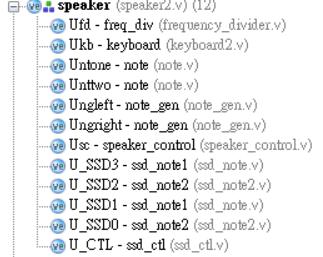 speaker (speaker2.v) (12)
Ufd - freq_div (frequency_divider.v)
Ukb - keyboard (keyboard2.v)
Untone - note (note.v)
Unttwo - note (note.v)
Ungleft - note_gen (note_gen.v)
Ungright - note_gen (note_gen.v)
Usc - speaker_control (speaker_control.v)
U_SSD3 - ssd_note1 (ssd_note.v)
U_SSD2 - ssd_note2 (ssd_note2.v)
U_SSD1 - ssd_note1 (ssd_note.v)
U_SSD0 - ssd_note2 (ssd_note2.v)
U_CTL - ssd_ctl (ssd_ctl.v)